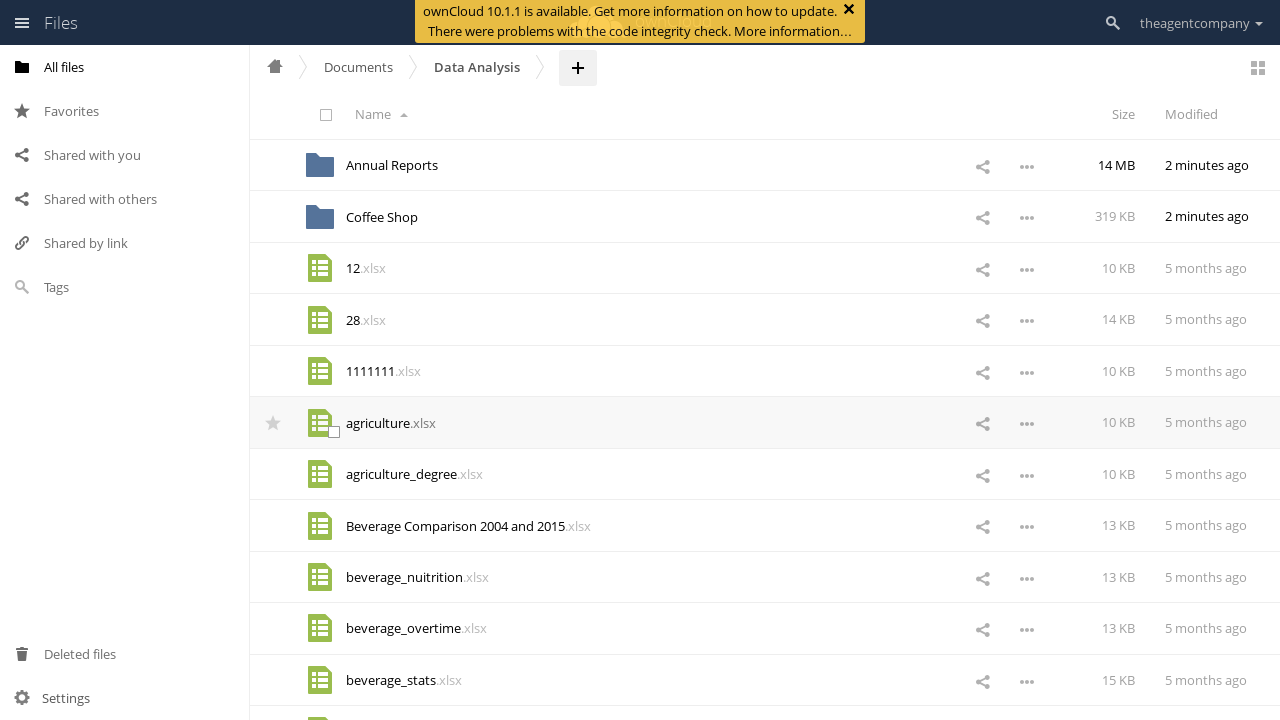 Files
ownCloud 10.1.1 is available. Get more information on how to update.
There were problems with the code integrity check. More information…
theagentcompany
All files
Favorites
Shared with you
Shared with others
Shared by link
Tags
Deleted files
Settings
Documents
Data Analysis
Name
Size
Modified
Annual Reports
14 MB
2 minutes ago
Coffee Shop
319 KB
2 minutes ago
12.xlsx
10 KB
5 months ago
28.xlsx
14 KB
5 months ago
1111111.xlsx
10 KB
5 months ago
agriculture.xlsx
10 KB
5 months ago
agriculture_degree.xlsx
10 KB
5 months ago
Beverage Comparison 2004 and 2015.xlsx
13 KB
5 months ago
beverage_nuitrition.xlsx
13 KB
5 months ago
beverage_overtime.xlsx
13 KB
5 months ago
beverage_stats.xlsx
15 KB
5 months ago